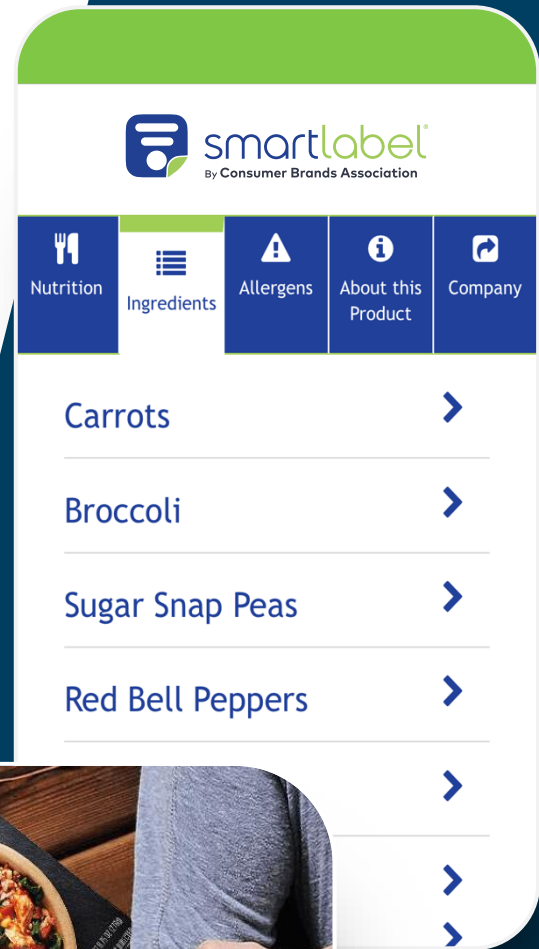 smartlabel®
By Consumer Brands Association
Nutrition
Ingredients
Allergens
About this
Product
Company
Carrots
Broccoli
Sugar Snap Peas
Red Bell Peppers